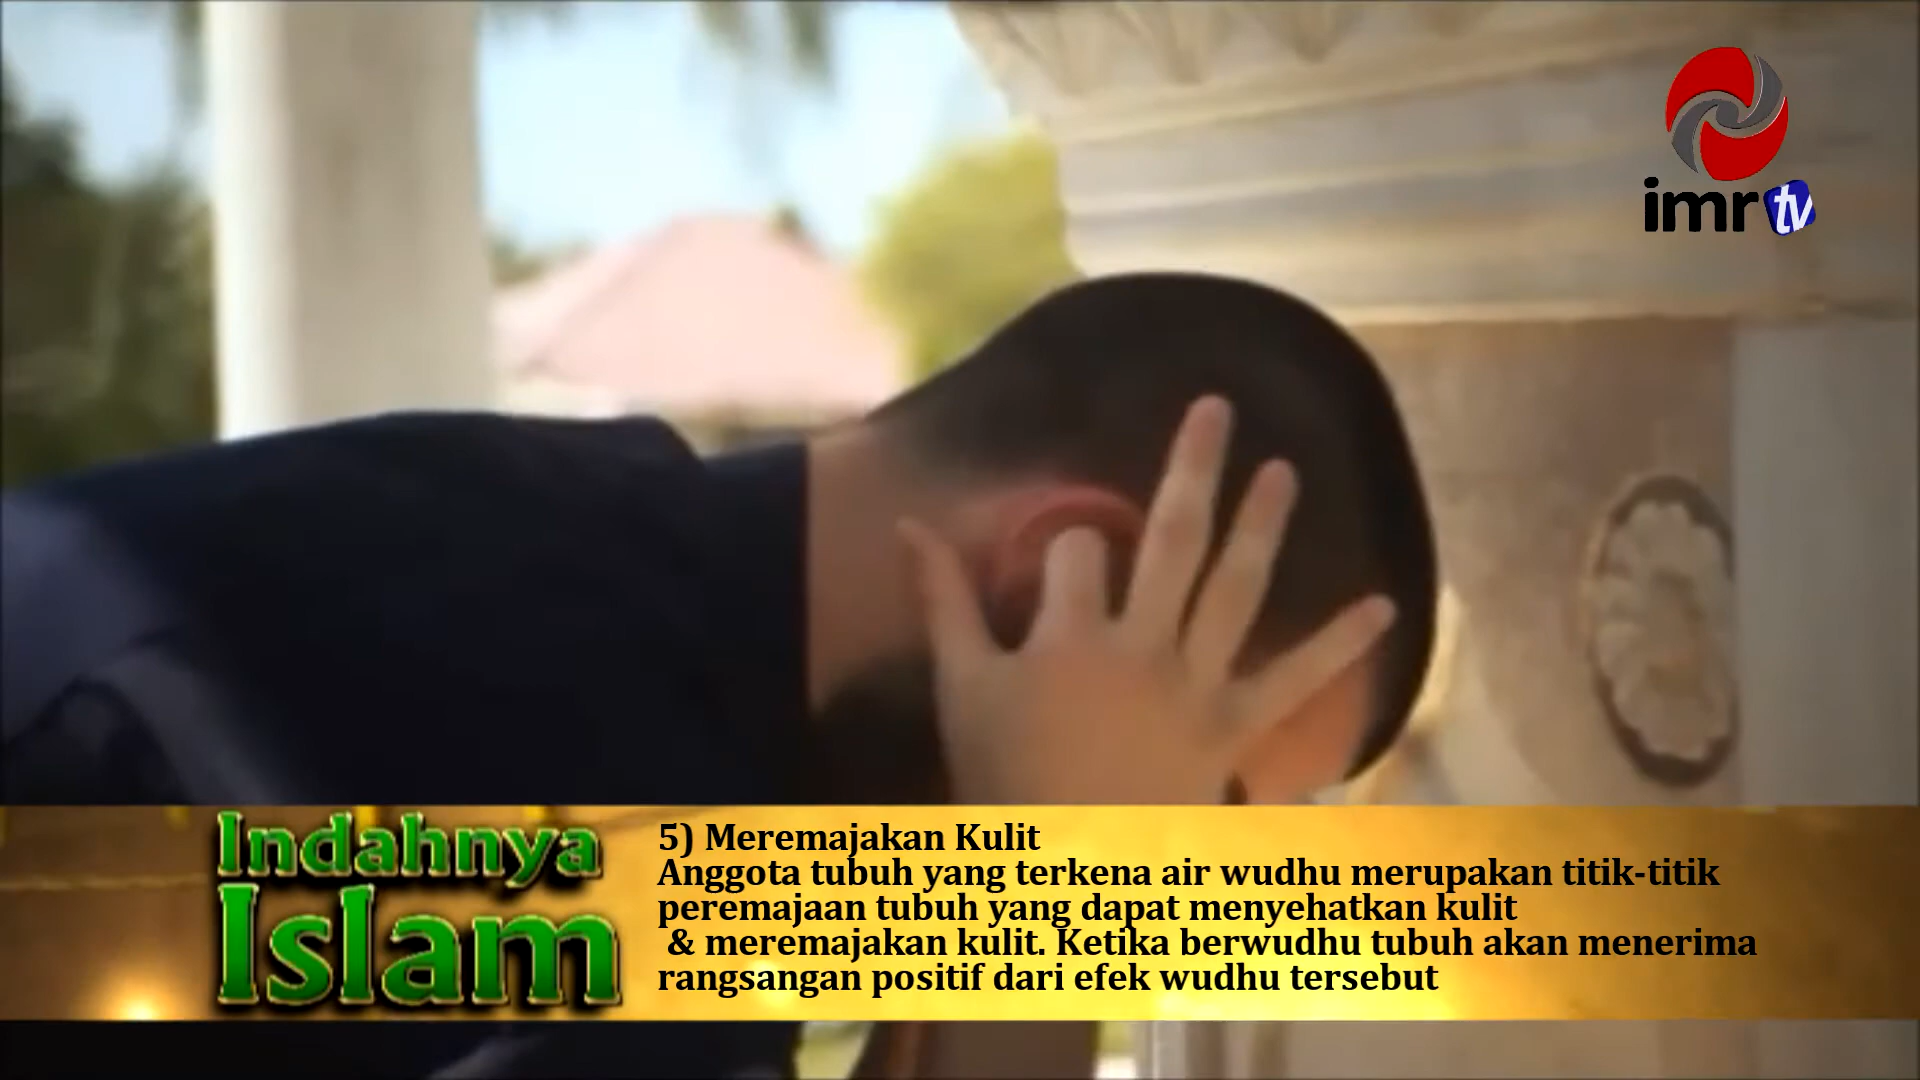 imr tv
Indahnya
Islam
5) Meremajakan Kulit
Anggota tubuh yang terkena air wudhu merupakan titik-titik
peremajaan tubuh yang dapat menyehatkan kulit
& meremajakan kulit. Ketika berwudhu tubuh akan menerima
rangsangan positif dari efek wudhu tersebut